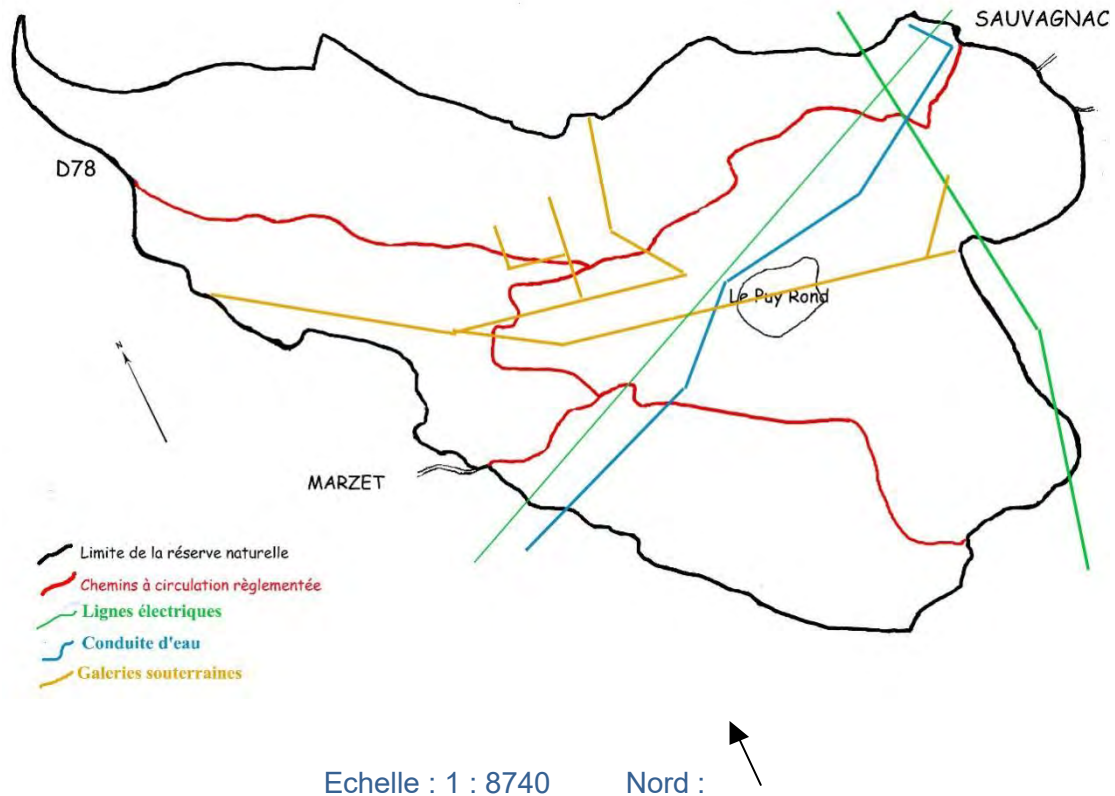 SAUVAGNAC
D78
Le Puy Rond
N
MARZET
Limite de la réserve naturelle
Chemins à circulation règlementée
Lignes électriques
Conduite d'eau
Galeries souterraines
Echelle : 1 : 8740 Nord :